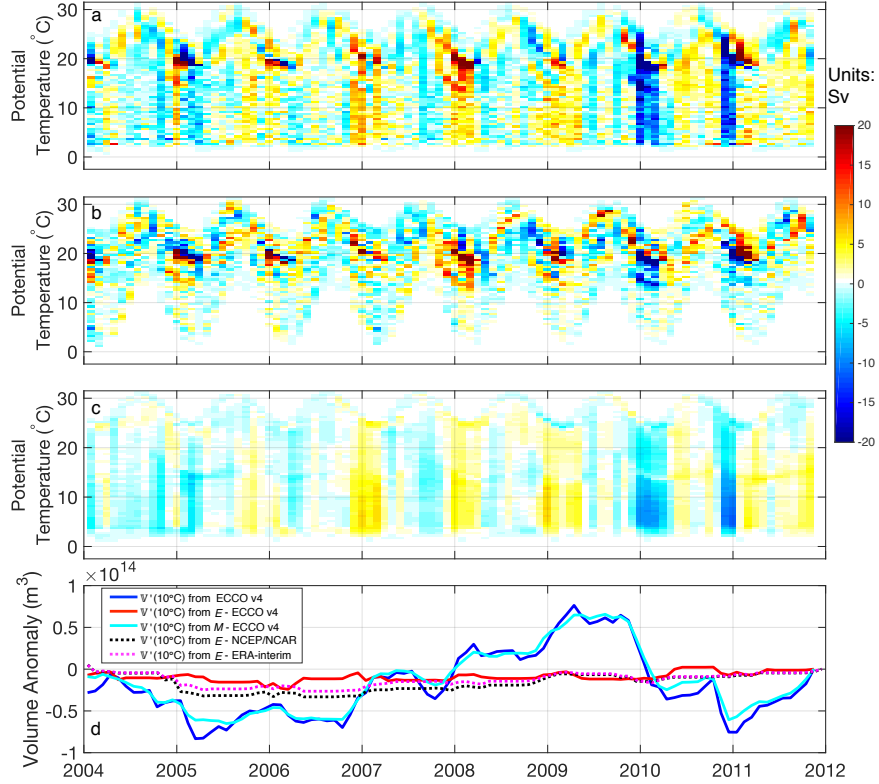 a
30
20
10
0
Potential
Temperature (°C)
Units:
Sv
20
15
10
5
0
-5
-10
-15
-20
b
30
20
10
0
Potential
Temperature (°C)
c
30
20
10
0
Potential
Temperature (°C)
×10¹⁴
1
0.5
0
-0.5
-1
Volume Anomaly (m³)
𝕍'(10°C) from ECCO v4
𝕍'(10°C) from E - ECCO v4
𝕍'(10°C) from M - ECCO v4
𝕍'(10°C) from E - NCEP/NCAR
𝕍'(10°C) from E - ERA-interim
d
2004 2005 2006 2007 2008 2009 2010 2011 2012